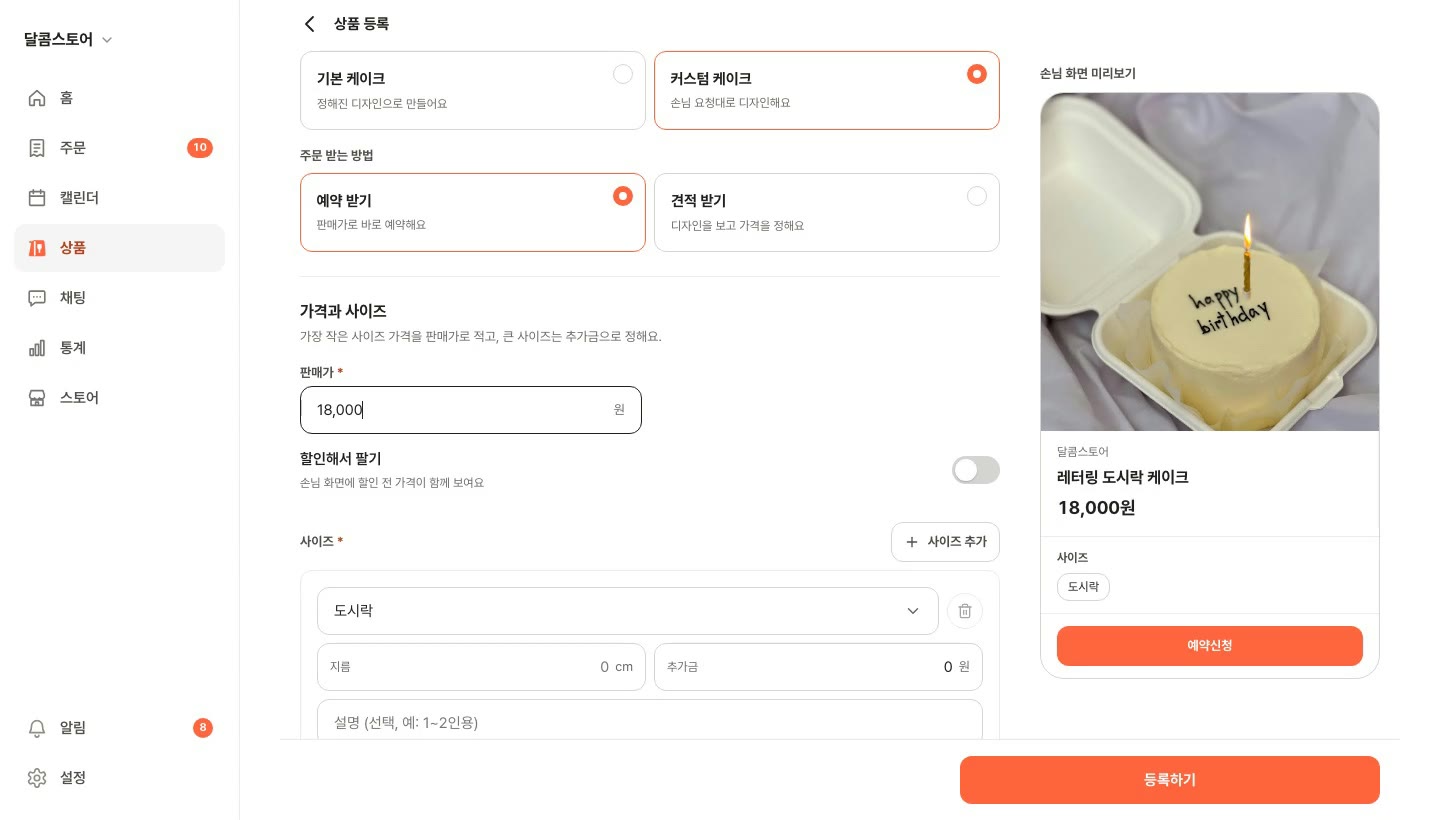 달콤스토어
홈
주문
10
캘린더
상품
채팅
통계
스토어
알림
8
설정
상품 등록
기본 케이크
정해진 디자인으로 만들어요
커스텀 케이크
손님 요청대로 디자인해요
주문 받는 방법
예약 받기
판매가로 바로 예약해요
견적 받기
디자인을 보고 가격을 정해요
가격과 사이즈
가장 작은 사이즈 가격을 판매가로 적고, 큰 사이즈는 추가금으로 정해요.
판매가 *
18,000 원
할인해서 팔기
손님 화면에 할인 전 가격이 함께 보여요
사이즈 *
사이즈 추가
도시락
지름 0 cm
추가금 0 원
설명 (선택, 예: 1~2인용)
손님 화면 미리보기
happy
birthday
달콤스토어
레터링 도시락 케이크
18,000원
사이즈
도시락
예약신청
등록하기